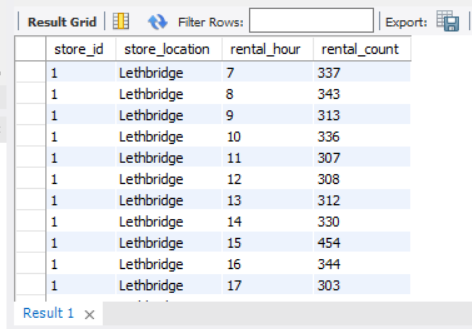 Result Grid Filter Rows: Export:
store_id store_location rental_hour rental_count
1 Lethbridge 7 337
1 Lethbridge 8 343
1 Lethbridge 9 313
1 Lethbridge 10 336
1 Lethbridge 11 307
1 Lethbridge 12 308
1 Lethbridge 13 312
1 Lethbridge 14 330
1 Lethbridge 15 454
1 Lethbridge 16 344
1 Lethbridge 17 303
Result 1